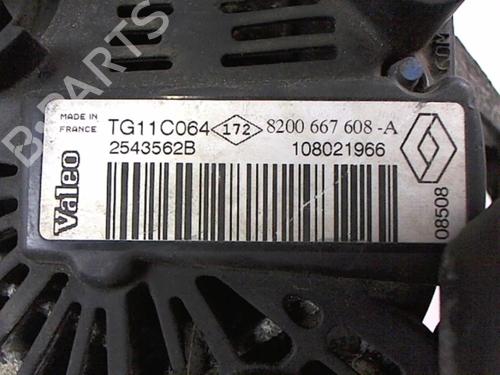 MADE IN
FRANCE
TG11C064 172 8200 667 608 -A
2543562B 108021966
Valeo
08508
B-PARTS